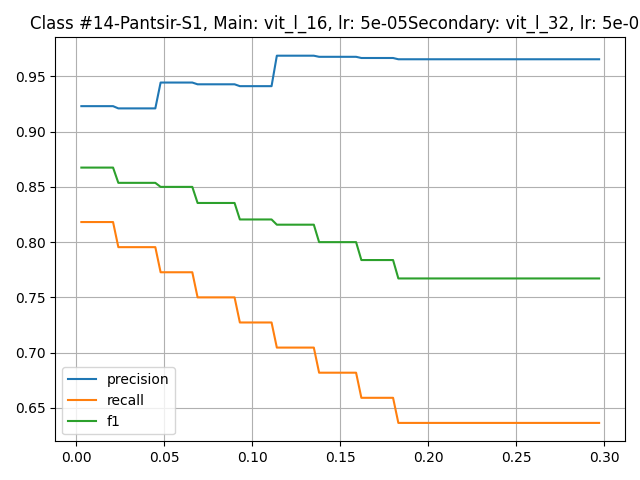 Class #14-Pantsir-S1, Main: vit_l_16, lr: 5e-05Secondary: vit_l_32, lr: 5e-0
0.95
0.90
0.85
0.80
0.75
0.70
0.65
precision
recall
f1
0.00 0.05 0.10 0.15 0.20 0.25 0.30